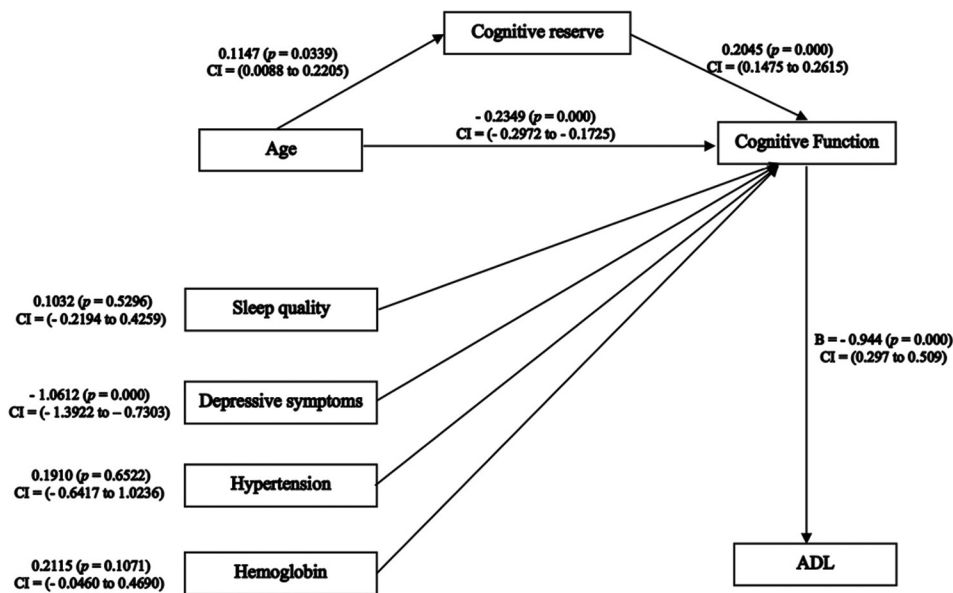 Cognitive reserve
0.1147 (p = 0.0339)
CI = (0.0088 to 0.2205)
0.2045 (p = 0.000)
CI = (0.1475 to 0.2615)
- 0.2349 (p = 0.000)
CI = (- 0.2972 to - 0.1725)
Age
Cognitive Function
0.1032 (p = 0.5296)
CI = (- 0.2194 to 0.4259)
Sleep quality
B = - 0.944 (p = 0.000)
CI = (0.297 to 0.509)
- 1.0612 (p = 0.000)
CI = (- 1.3922 to – 0.7303)
Depressive symptoms
0.1910 (p = 0.6522)
CI = (- 0.6417 to 1.0236)
Hypertension
0.2115 (p = 0.1071)
CI = (- 0.0460 to 0.4690)
Hemoglobin
ADL